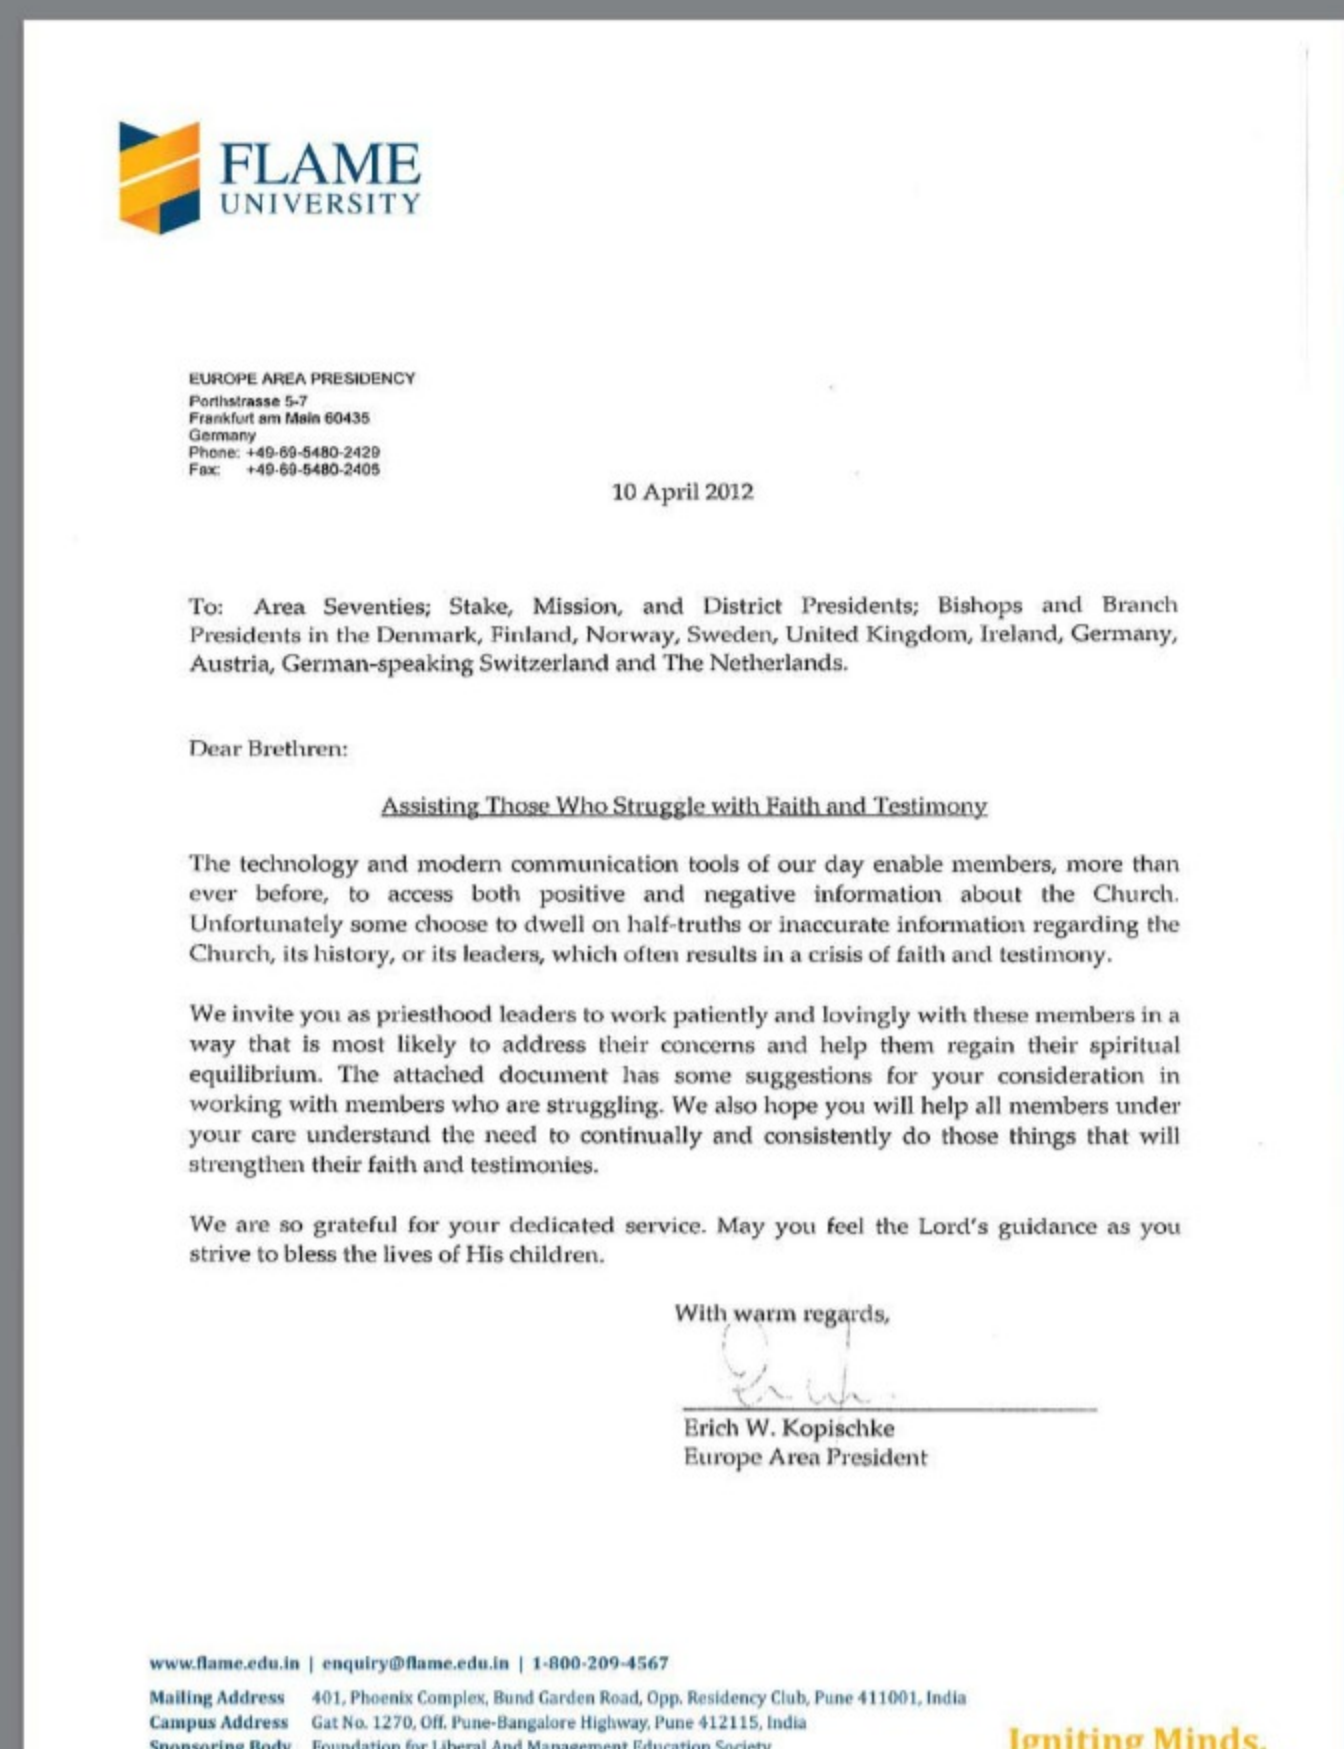 FLAME
UNIVERSITY
EUROPE AREA PRESIDENCY
Porthstrasse 5-7
Frankfurt am Main 60435
Germany
Phone: +49-69-5480-2429
Fax: +49-69-5480-2405
10 April 2012
To: Area Seventies; Stake, Mission, and District Presidents; Bishops and Branch
Presidents in the Denmark, Finland, Norway, Sweden, United Kingdom, Ireland, Germany,
Austria, German-speaking Switzerland and The Netherlands.
Dear Brethren:
Assisting Those Who Struggle with Faith and Testimony
The technology and modern communication tools of our day enable members, more than
ever before, to access both positive and negative information about the Church.
Unfortunately some choose to dwell on half-truths or inaccurate information regarding the
Church, its history, or its leaders, which often results in a crisis of faith and testimony.
We invite you as priesthood leaders to work patiently and lovingly with these members in a
way that is most likely to address their concerns and help them regain their spiritual
equilibrium. The attached document has some suggestions for your consideration in
working with members who are struggling. We also hope you will help all members under
your care understand the need to continually and consistently do those things that will
strengthen their faith and testimonies.
We are so grateful for your dedicated service. May you feel the Lord's guidance as you
strive to bless the lives of His children.
With warm regards,
Erich W. Kopischke
Europe Area President
www.flame.edu.in | enquiry@flame.edu.in | 1-800-209-4567
Mailing Address 401, Phoenix Complex, Bund Garden Road, Opp. Residency Club, Pune 411001, India
Campus Address Gat No. 1270, Off. Pune-Bangalore Highway, Pune 412115, India
Sponsoring Body Foundation for Liberal And Management Education Society
Igniting Minds.